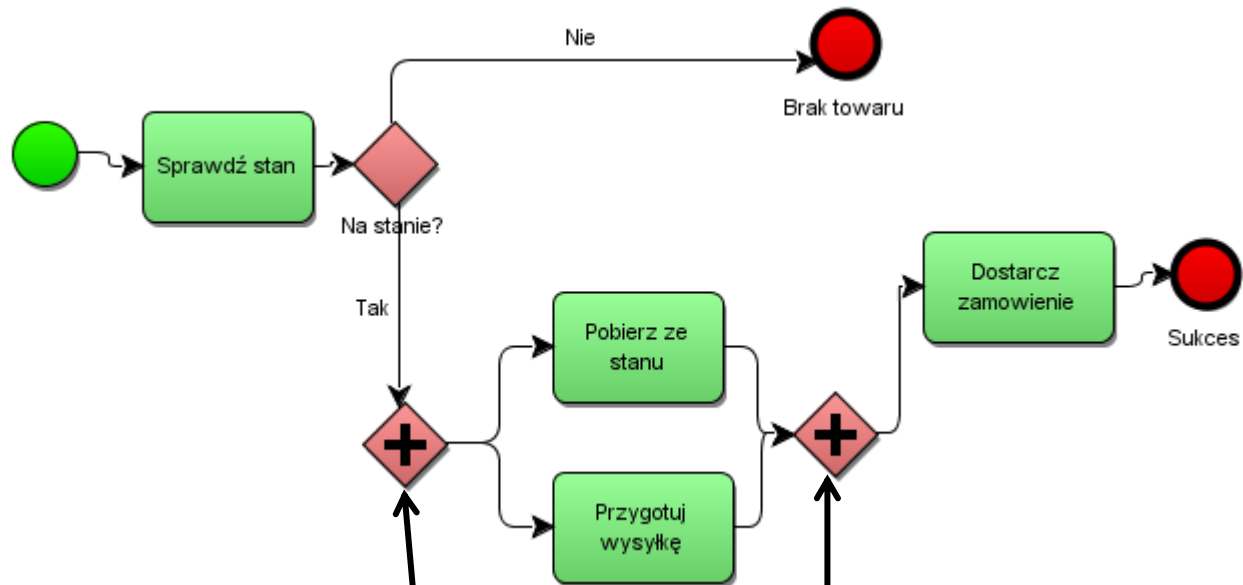 Nie
Brak towaru
Sprawdź stan
Na stanie?
Tak
Pobierz ze
stanu
Przygotuj
wysyłkę
Dostarcz
zamowienie
Sukces